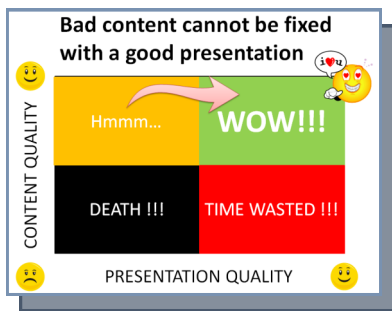 Bad content cannot be fixed
with a good presentation
i❤u
Hmmm...
WOW!!!
DEATH !!!
TIME WASTED !!!
CONTENT QUALITY
PRESENTATION QUALITY